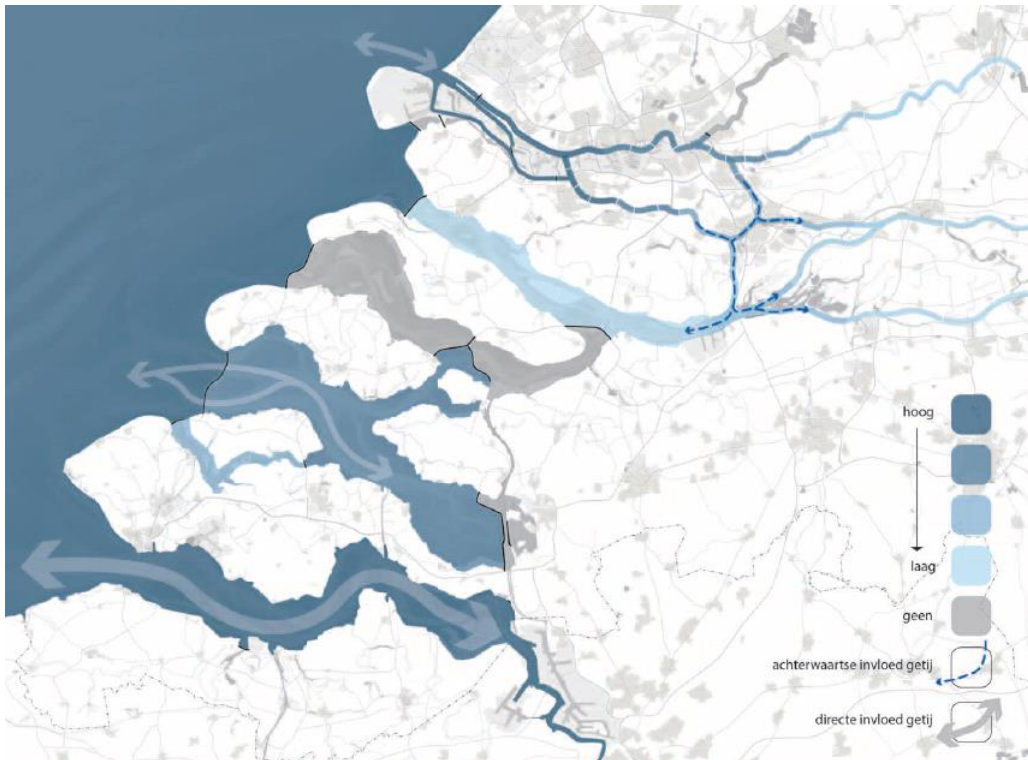 hoog
laag
geen
achterwaartse invloed getij
directe invloed getij